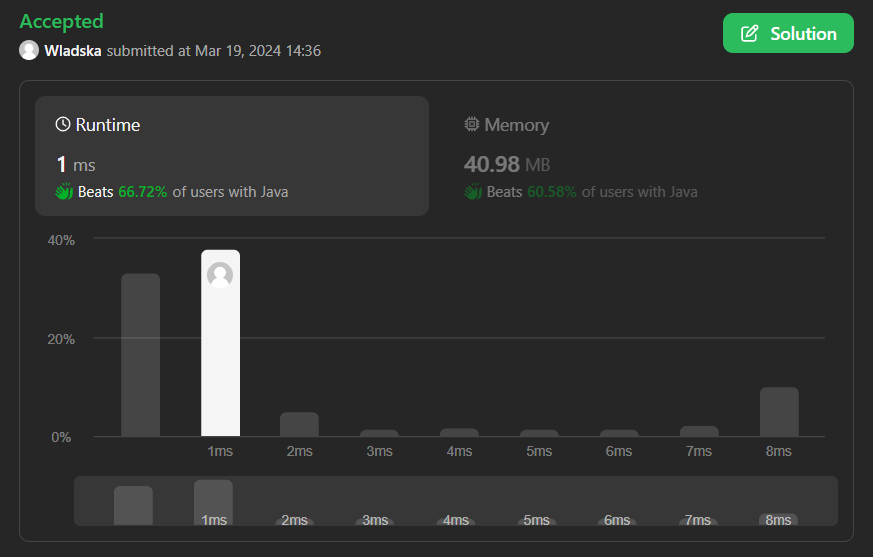 Accepted
Wladska submitted at Mar 19, 2024 14:36
Solution
Runtime
1 ms
Beats 66.72% of users with Java
Memory
40.98 MB
Beats 60.58% of users with Java
40%
20%
0%
1ms 2ms 3ms 4ms 5ms 6ms 7ms 8ms
1ms 2ms 3ms 4ms 5ms 6ms 7ms 8ms